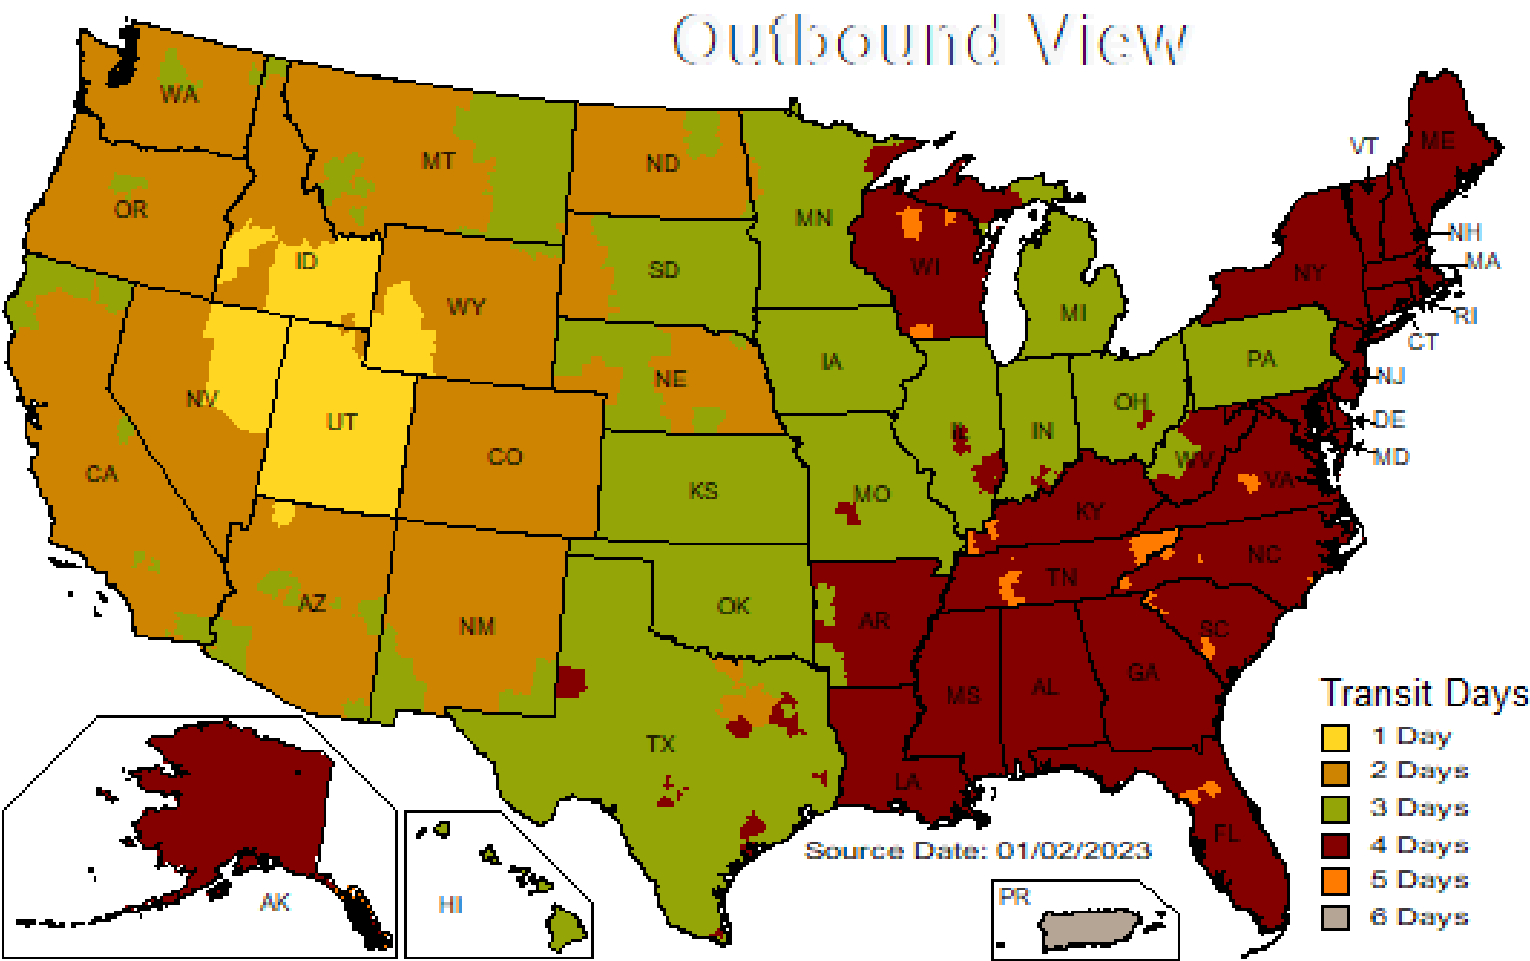 Outbound View
WA
MT
ND
ME
VT
OR
MN
NH
ID
SD
WI
NY
MA
WY
MI
RI
CT
IA
PA
NV
NE
NJ
UT
OH
DE
CO
IL
IN
MD
CA
KS
MO
WV
VA
KY
NC
AZ
TN
NM
OK
AR
SC
MS
AL
GA
TX
LA
FL
Transit Days
1 Day
2 Days
3 Days
4 Days
5 Days
6 Days
Source Date: 01/02/2023
AK
HI
PR